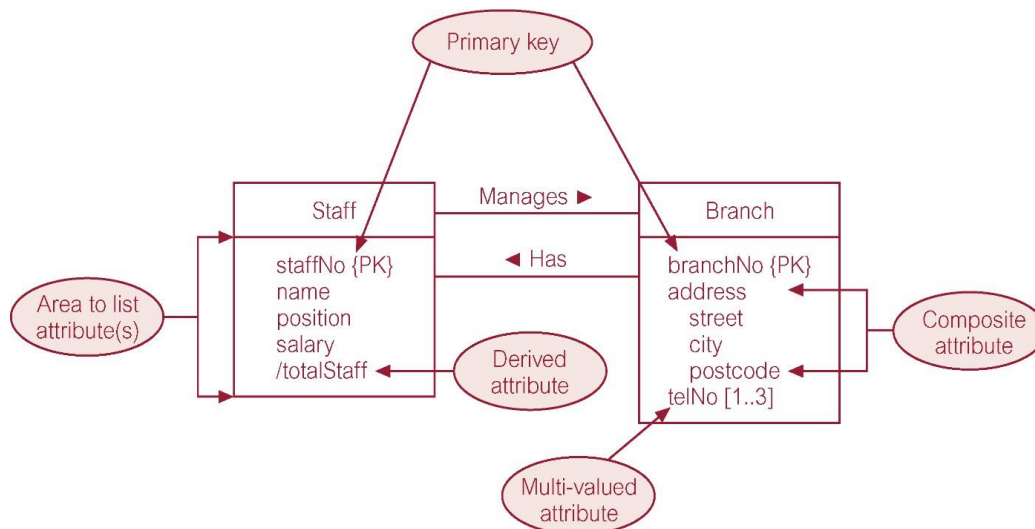 Primary key
Manages ►
Staff
Branch
◄ Has
staffNo {PK}
name
position
salary
/totalStaff
branchNo {PK}
address
street
city
postcode
telNo [1..3]
Area to list
attribute(s)
Derived
attribute
Composite
attribute
Multi-valued
attribute